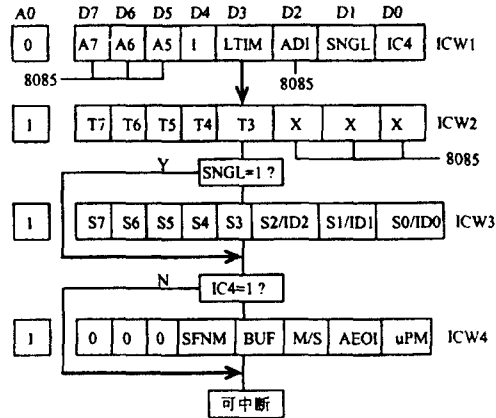 A0 D7 D6 D5 D4 D3 D2 D1 D0
0 A7 A6 A5 1 LTIM ADI SNGL IC4 ICW1
8085 8085
1 T7 T6 T5 T4 T3 X X X ICW2
8085
Y SNGL=1?
1 S7 S6 S5 S4 S3 S2/ID2 S1/ID1 S0/ID0 ICW3
N IC4=1?
1 0 0 0 SFNM BUF M/S AEOI uPM ICW4
可中断